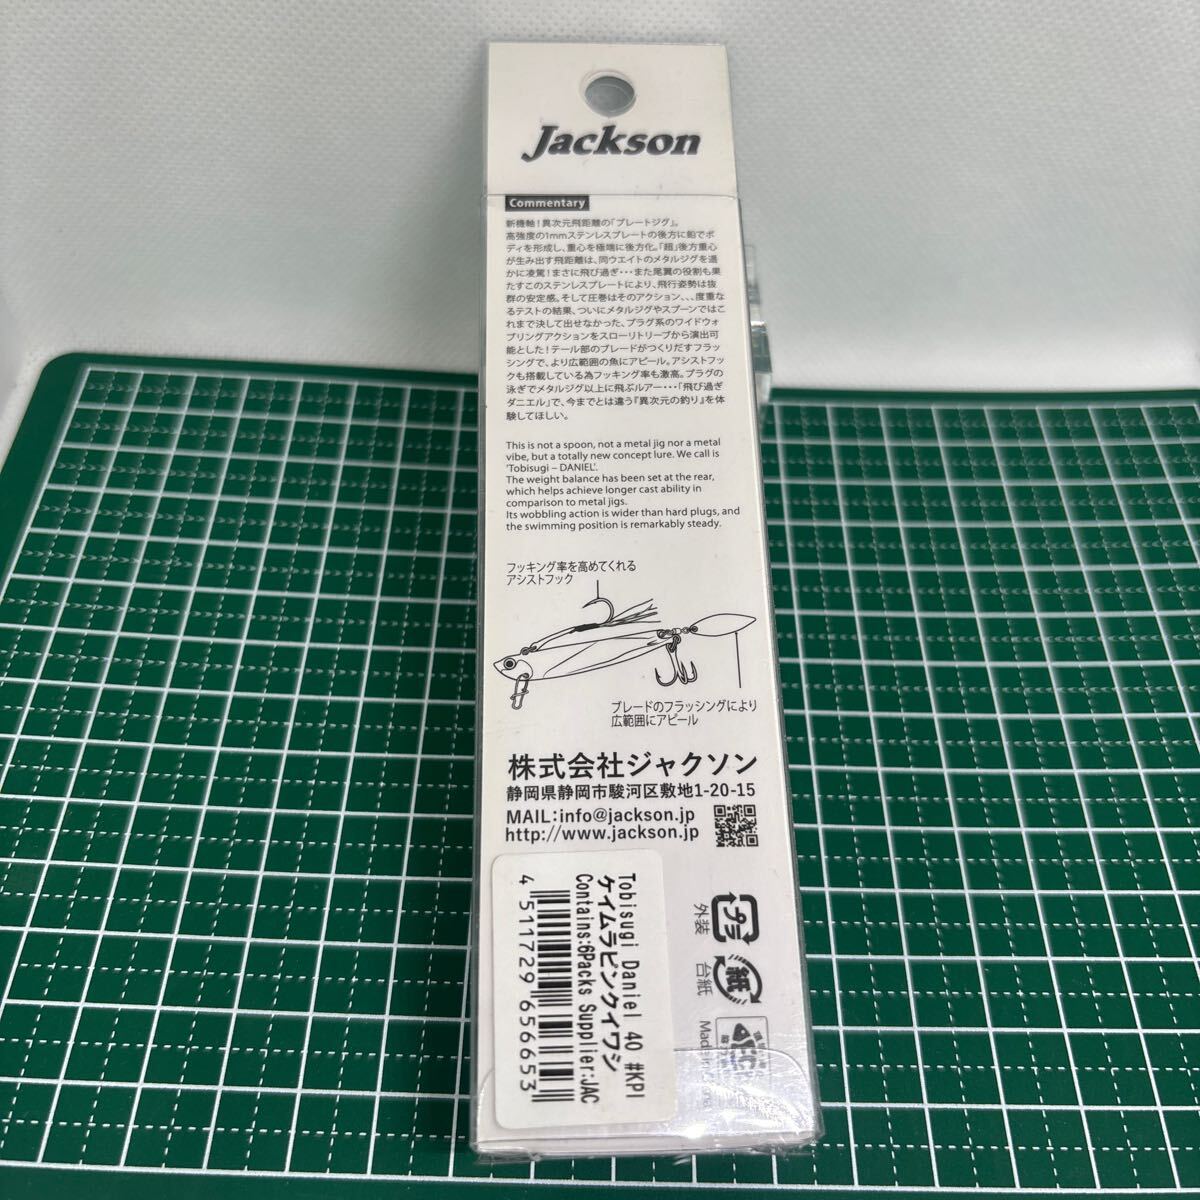 Jackson
Commentary
新機軸！異次元飛距離の「プレートジグ」。
高強度の1mmステンレスプレートの後方に鉛でボ
ディを形成し、重心を極端に後方化。「超」後方重心
が生み出す飛距離は、同ウエイトのメタルジグを遥
かに凌駕！まさに飛び過ぎ・・・また尾翼の役割も果
たすこのステンレスプレートにより、飛行姿勢は抜
群の安定感。そして圧巻はそのアクション、、、度重な
るテストの結果、ついにメタルジグやスプーンではこ
れまで決して出せなかった、プラグ系のワイドウォ
ブリングアクションをスローリトリーブから演出可
能とした！テール部のブレードがつくりだすフラッ
シングで、より広範囲の魚にアピール。アシストフッ
クも搭載している為フッキング率も激高。プラグの
泳ぎでメタルジグ以上に飛ぶルアー・・・「飛び過ぎ
ダニエル」で、今までとは違う『異次元の釣り』を体
験してほしい。
This is not a spoon, not a metal jig nor a metal
vibe, but a totally new concept lure. We call is
'Tobisugi – DANIEL'.
The weight balance has been set at the rear,
which helps achieve longer cast ability in
comparison to metal jigs.
Its wobbling action is wider than hard plugs, and
the swimming position is remarkably steady.
フッキング率を高めてくれる
アシストフック
ブレードのフラッシングにより
広範囲にアピール
株式会社ジャクソン
静岡県静岡市駿河区敷地1-20-15
MAIL：info@jackson.jp
http://www.jackson.jp
Tobisugi Daniel 40 #KPI
ケイムラピンクイワシ
Contains:6Packs Supplier:JAC
4 511729 656653
プラ
外装
紙
台紙